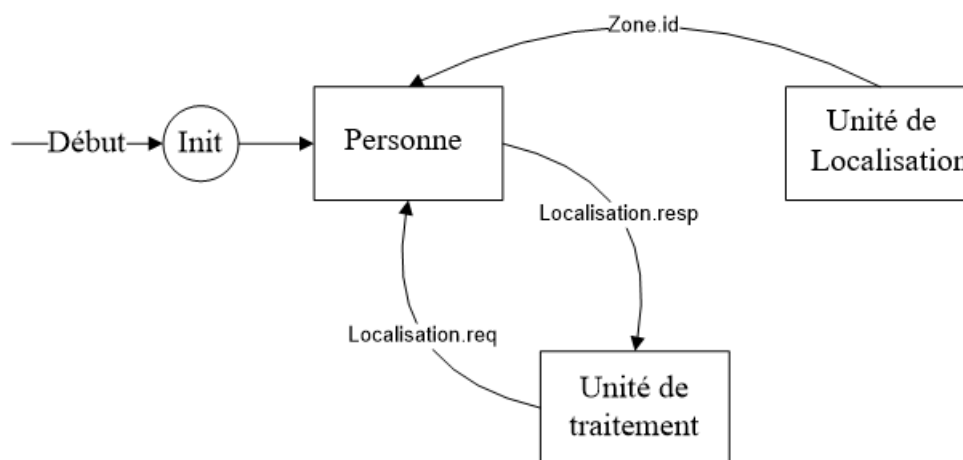 Zone.id
Début
Init
Personne
Unité de
Localisation
Localisation.resp
Localisation.req
Unité de
traitement